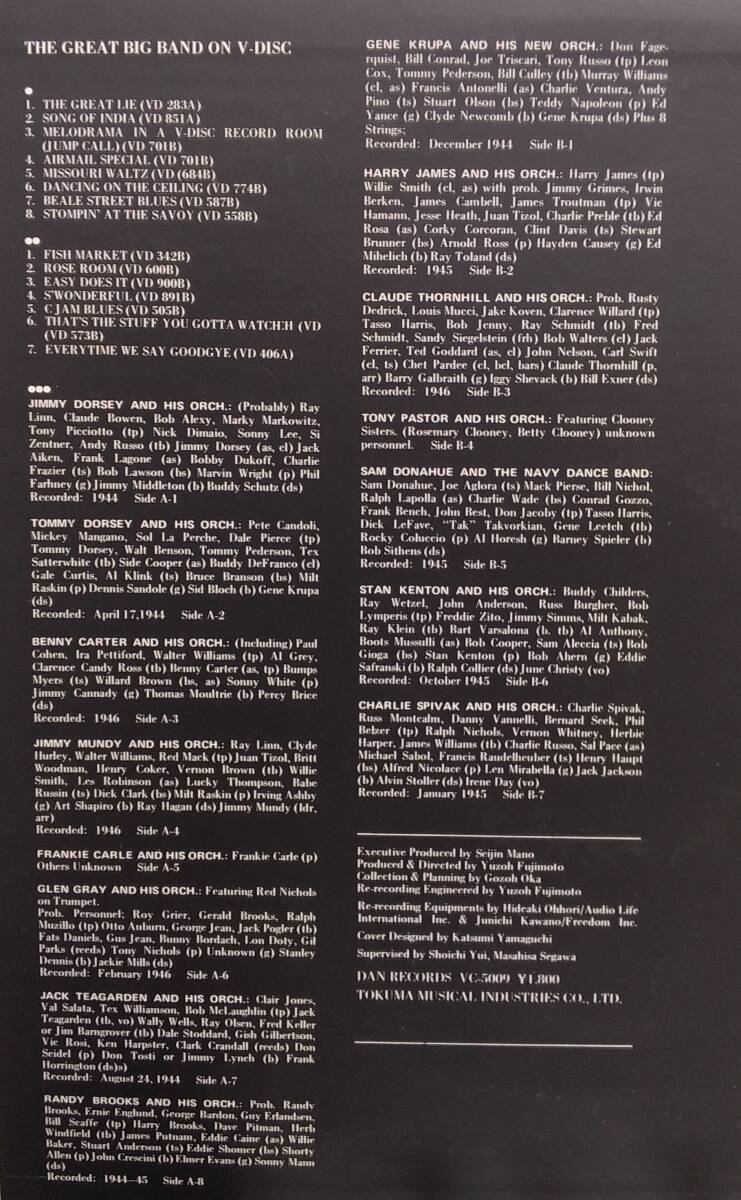 THE GREAT BIG BAND ON V-DISC
●
1. THE GREAT LIE (VD 283A)
2. SONG OF INDIA (VD 851A)
3. MELODRAMA IN A V-DISC RECORD ROOM
(JUMP CALL) (VD 701B)
4. AIRMAIL SPECIAL (VD 701B)
5. MISSOURI WALTZ (VD (684B)
6. DANCING ON THE CEILING (VD 774B)
7. BEALE STREET BLUES (VD 587B)
8. STOMPIN' AT THE SAVOY (VD 558B)
●●
1. FISH MARKET (VD 342B)
2. ROSE ROOM (VD 600B)
3. EASY DOES IT (VD 900B)
4. S'WONDERFUL (VD 891B)
5. C JAM BLUES (VD 505B)
6. THAT'S THE STUFF YOU GOTTA WATCHEH (VD
(VD 573B)
7. EVERYTIME WE SAY GOODGYE (VD 406A)
●●●
JIMMY DORSEY AND HIS ORCH.: (Probably) Ray
Linn, Claude Bowen, Bob Alexy, Marky Markowitz,
Tony Picciotto (tp) Nick Dimaio, Sonny Lee, Si
Zentner, Andy Russo (tb) Jimmy Dorsey (as, cl) Jack
Aiken, Frank Lagone (as) Bobby Dukoff, Charlie
Frazier (ts) Bob Lawson (bs) Marvin Wright (p) Phil
Farhney (g) Jimmy Middleton (b) Buddy Schutz (ds)
Recorded: 1944 Side A-1
TOMMY DORSEY AND HIS ORCH.: Pete Candoli,
Mickey Mangano, Sol La Perche, Dale Pierce (tp)
Tommy Dorsey, Walt Benson, Tommy Pederson, Tex
Satterwhite (tb) Side Cooper (as) Buddy DeFranco (cl)
Gale Curtis, Al Klink (ts) Bruce Branson (bs) Milt
Raskin (p) Dennis Sandole (g) Sid Bloch (b) Gene Krupa
(ds)
Recorded: April 17,1944 Side A-2
BENNY CARTER AND HIS ORCH.: (Including) Paul
Cohen, Ira Pettiford, Walter Williams (tp) Al Grey,
Clarence Candy Ross (tb) Benny Carter (as, tp) Bumps
Myers (ts) Willard Brown (bs, as) Sonny White (p)
Jimmy Cannady (g) Thomas Moultrie (b) Percy Brice
(ds)
Recorded: 1946 Side A-3
JIMMY MUNDY AND HIS ORCH.: Ray Linn, Clyde
Hurley, Walter Williams, Red Mack (tp) Juan Tizol, Britt
Woodman, Henry Coker, Vernon Brown (tb) Willie
Smith, Les Robinson (as) Lucky Thompson, Babe
Russin (ts) Dick Clark (bs) Milt Raskin (p) Irving Ashby
(g) Art Shapiro (b) Ray Hagan (ds) Jimmy Mundy (ldr,
arr)
Recorded: 1946 Side A-4
FRANKIE CARLE AND HIS ORCH.: Frankie Carle (p)
Others Unknown Side A-5
GLEN GRAY AND HIS ORCH.: Featuring Red Nichols
on Trumpet.
Prob. Personnel; Roy Grier, Gerald Brooks, Ralph
Muzillo (tp) Otto Auburn, George Jean, Jack Pogler (tb)
Fats Daniels, Gus Jean, Bunny Bordach, Lon Doty, Gil
Parks (reeds) Tony Nichols (p) Unknown (g) Stanley
Dennis (b) Jackie Mills (ds)
Recorded: February 1946 Side A-6
JACK TEAGARDEN AND HIS ORCH.: Clair Jones,
Val Salata, Tex Williamson, Bob McLaughlin (tp) Jack
Teagarden (tb, vo) Wally Wells, Ray Olsen, Fred Keller
or Jim Barngrover (tb) Dale Stoddard, Gish Gilbertson,
Vic Rosi, Ken Harpster, Clark Crandall (reeds) Don
Seidel (p) Don Tosti or Jimmy Lynch (b) Frank
Horrington (ds)s)
Recorded: August 24, 1944 Side A-7
RANDY BROOKS AND HIS ORCH.: Prob. Randy
Brooks, Ernie Englund, George Bardon, Guy Erlandsen,
Bill Scaffe (tp) Harry Brooks, Dave Pitman, Herb
Windfield (tb) James Putnam, Eddie Caine (as) Willie
Baker, Stuart Anderson (ts) Eddie Shomer (bs) Shorty
Allen (p) John Crescini (b) Elmer Evans (g) Sonny Mann
(ds)
Recorded: 1944—45 Side A-8
GENE KRUPA AND HIS NEW ORCH.: Don Fage-
rquist, Bill Conrad, Joe Triscari, Tony Russo (tp) Leon
Cox, Tommy Pederson, Bill Culley (tb) Murray Williams
(cl, as) Francis Antonelli (as) Charlie Ventura, Andy
Pino (ts) Stuart Olson (bs) Teddy Napoleon (p) Ed
Yance (g) Clyde Newcomb (b) Gene Krupa (ds) Plus 8
Strings;
Recorded: December 1944 Side B-1
HARRY JAMES AND HIS ORCH.: Harry James (tp)
Willie Smith (cl, as) with prob. Jimmy Grimes, Irwin
Berken, James Cambell, James Troutman (tp) Vic
Hamann, Jesse Heath, Juan Tizol, Charlie Preble (tb) Ed
Rosa (as) Corky Corcoran, Clint Davis (ts) Stewart
Brunner (bs) Arnold Ross (p) Hayden Causey (g) Ed
Mihelich (b) Ray Toland (ds)
Recorded: 1945 Side B-2
CLAUDE THORNHILL AND HIS ORCH.: Prob. Rusty
Dedrick, Louis Mucci, Jake Koven, Clarence Willard (tp)
Tasso Harris, Bob Jenny, Ray Schmidt (tb) Fred
Schmidt, Sandy Siegelstein (frh) Bob Walters (cl) Jack
Ferrier, Ted Goddard (as, cl) John Nelson, Carl Swift
(cl, ts) Chet Pardee (cl, bcl, bars) Claude Thornhill (p,
arr) Barry Galbraith (g) Iggy Shevack (b) Bill Exner (ds)
Recorded: 1946 Side B-3
TONY PASTOR AND HIS ORCH.: Featuring Clooney
Sisters. (Rosemary Clooney, Betty Clooney) unknown
personnel. Side B-4
SAM DONAHUE AND THE NAVY DANCE BAND:
Sam Donahue, Joe Aglora (ts) Mack Pierse, Bill Nichol,
Ralph Lapolla (as) Charlie Wade (bs) Conrad Gozzo,
Frank Bench, John Best, Don Jacoby (tp) Tasso Harris,
Dick LeFave, "Tak" Takvorkian, Gene Leetch (tb)
Rocky Coluccio (p) Al Horesh (g) Barney Spieler (b)
Bob Sithens (ds)
Recorded: 1945 Side B-5
STAN KENTON AND HIS ORCH.: Buddy Childers,
Ray Wetzel, John Anderson, Russ Burgher, Bob
Lymperis (tp) Freddie Zito, Jimmy Simms, Milt Kabak,
Ray Klein (tb) Bart Varsalona (b. tb) Al Anthony,
Boots Mussulli (as) Bob Cooper, Sam Aleccia (ts) Bob
Gioga (bs) Stan Kenton (p) Bob Ahern (g) Eddie
Safranski (b) Ralph Collier (ds) June Christy (vo)
Recorded: October 1945 Side B-6
CHARLIE SPIVAK AND HIS ORCH.: Charlie Spivak,
Russ Montcalm, Danny Vannelli, Bernard Seek, Phil
Belzer (tp) Ralph Nichols, Vernon Whitney, Herbie
Harper, James Williams (tb) Charlie Russo, Sal Pace (as)
Michael Sabol, Francis Raudelheuber (ts) Henry Haupt
(bs) Alfred Nicolace (p) Len Mirabella (g) Jack Jackson
(b) Alvin Stoller (ds) Irene Day (vo)
Recorded: January 1945 Side B-7
Executive Produced by Seijin Mano
Produced & Directed by Yuzoh Fujimoto
Collection & Planning by Gozoh Oka
Re-recording Engineered by Yuzoh Fujimoto
Re-recording Equipments by Hideaki Ohhori/Audio Life
International Inc. & Junichi Kawano/Freedom Inc.
Cover Designed by Katsumi Yamaguchi
Supervised by Shoichi Yui, Masahisa Segawa
DAN RECORDS VC-5009 ¥1,800
TOKUMA MUSICAL INDUSTRIES CO., LTD.